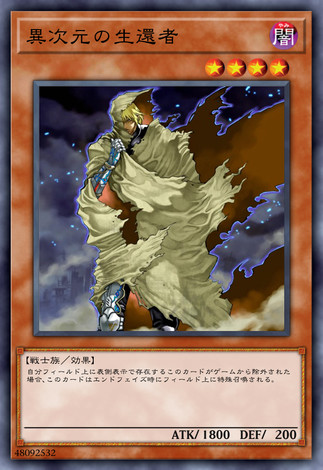 異次元の生還者
闇
やみ
【戦士族／効果】
自分フィールド上に表側表示で存在するこのカードがゲームから除外された
場合、このカードはエンドフェイズ時にフィールド上に特殊召喚される。
ATK/ 1800 DEF/ 200
48092532